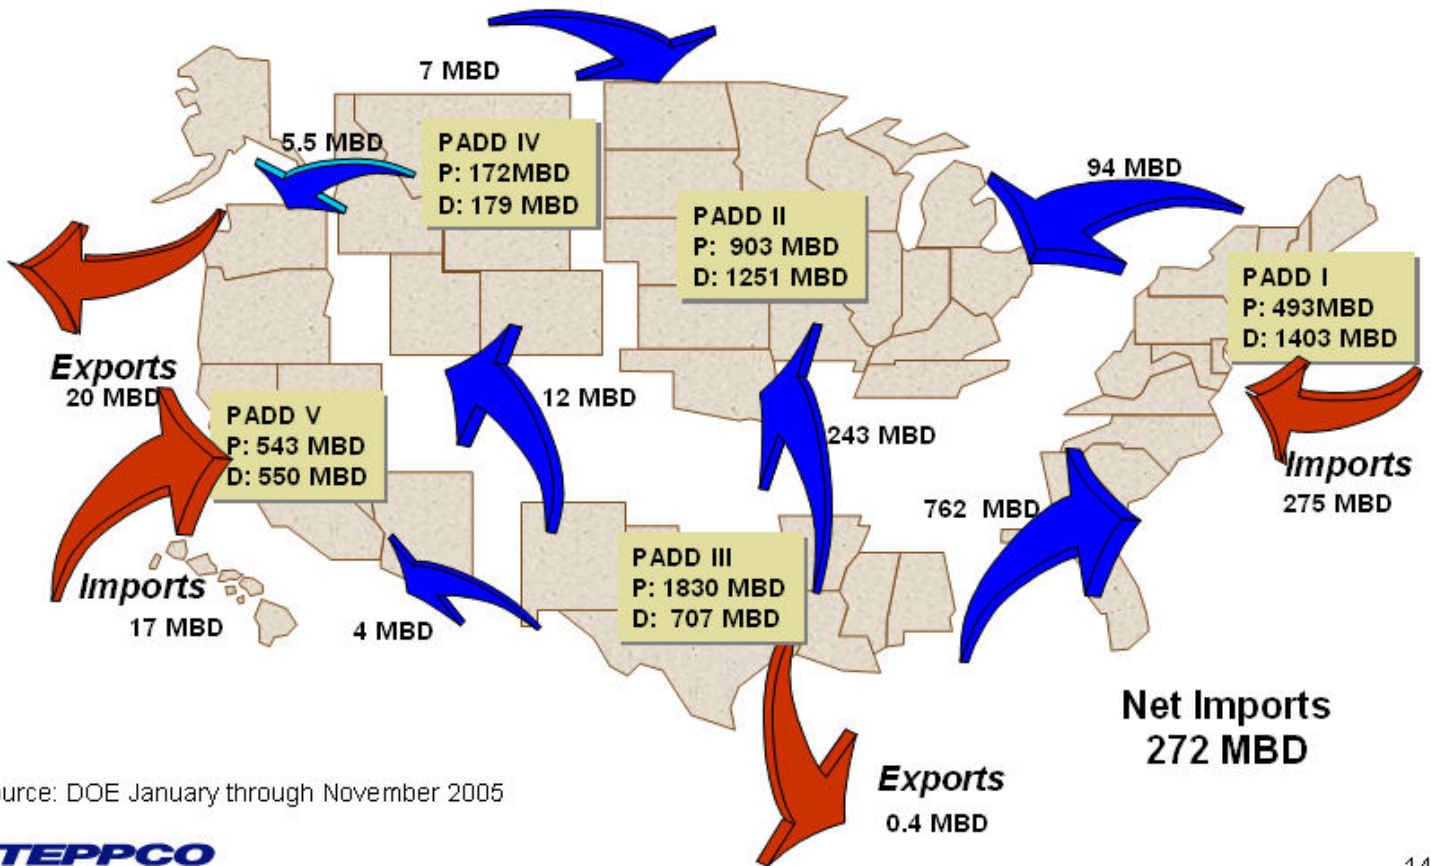 7 MBD
5.5 MBD
PADD IV
P: 172MBD
D: 179 MBD
94 MBD
PADD II
P: 903 MBD
D: 1251 MBD
PADD I
P: 493MBD
D: 1403 MBD
Exports
20 MBD
12 MBD
PADD V
P: 543 MBD
D: 550 MBD
243 MBD
Imports
275 MBD
762 MBD
PADD III
P: 1830 MBD
D: 707 MBD
Imports
17 MBD
4 MBD
Net Imports
272 MBD
Exports
0.4 MBD
urce: DOE January through November 2005
TEPPCO
14